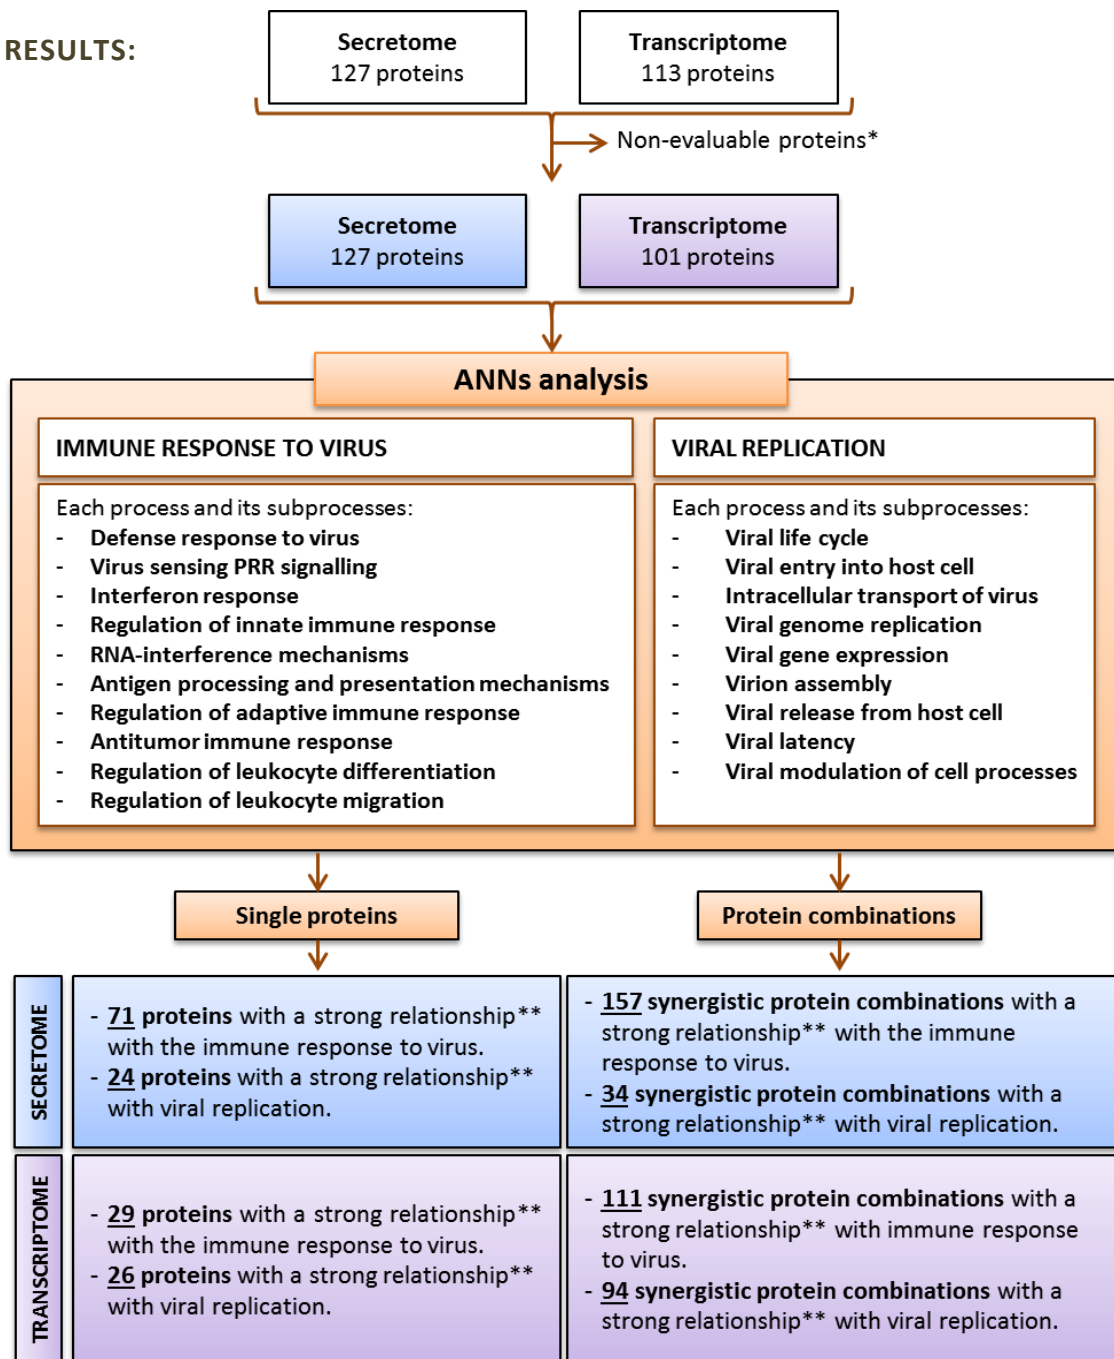 RESULTS:
Secretome
127 proteins
Transcriptome
113 proteins
Non-evaluable proteins*
Secretome
127 proteins
Transcriptome
101 proteins
ANNs analysis
IMMUNE RESPONSE TO VIRUS
Each process and its subprocesses:
- Defense response to virus
- Virus sensing PRR signalling
- Interferon response
- Regulation of innate immune response
- RNA-interference mechanisms
- Antigen processing and presentation mechanisms
- Regulation of adaptive immune response
- Antitumor immune response
- Regulation of leukocyte differentiation
- Regulation of leukocyte migration
VIRAL REPLICATION
Each process and its subprocesses:
- Viral life cycle
- Viral entry into host cell
- Intracellular transport of virus
- Viral genome replication
- Viral gene expression
- Virion assembly
- Viral release from host cell
- Viral latency
- Viral modulation of cell processes
Single proteins
Protein combinations
SECRETOME
- 71 proteins with a strong relationship**
with the immune response to virus.
- 24 proteins with a strong relationship**
with viral replication.
- 157 synergistic protein combinations with a
strong relationship** with the immune
response to virus.
- 34 synergistic protein combinations with a
strong relationship** with viral replication.
TRANSCRIPTOME
- 29 proteins with a strong relationship**
with the immune response to virus.
- 26 proteins with a strong relationship**
with viral replication.
- 111 synergistic protein combinations with a
strong relationship** with immune response
to virus.
- 94 synergistic protein combinations with a
strong relationship** with viral replication.